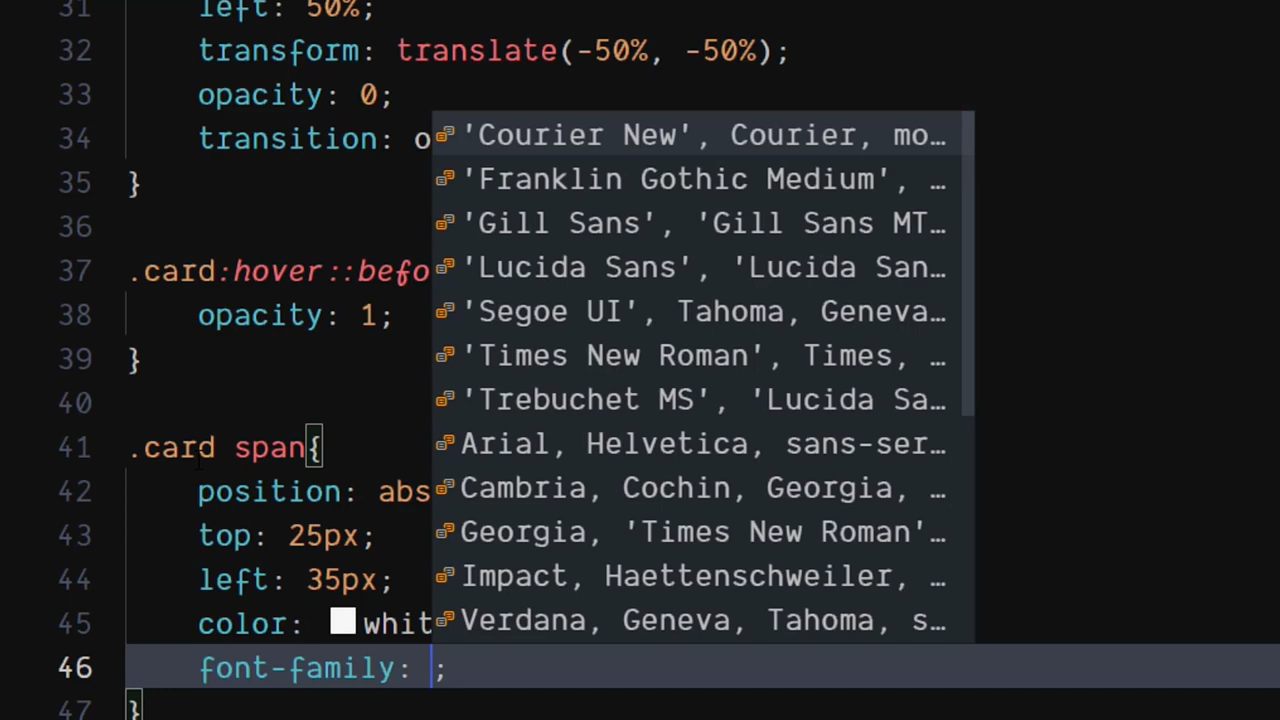 31 left: 50%;
32 transform: translate(-50%, -50%);
33 opacity: 0;
34 transition: o
35 }
36
37 .card:hover::befo
38 opacity: 1;
39 }
40
41 .card span{
42 position: abs
43 top: 25px;
44 left: 35px;
45 color: whit
46 font-family: ;
47 }
'Courier New', Courier, mo…
'Franklin Gothic Medium', …
'Gill Sans', 'Gill Sans MT…
'Lucida Sans', 'Lucida San…
'Segoe UI', Tahoma, Geneva…
'Times New Roman', Times, …
'Trebuchet MS', 'Lucida Sa…
Arial, Helvetica, sans-ser…
Cambria, Cochin, Georgia, …
Georgia, 'Times New Roman'…
Impact, Haettenschweiler, …
Verdana, Geneva, Tahoma, s…